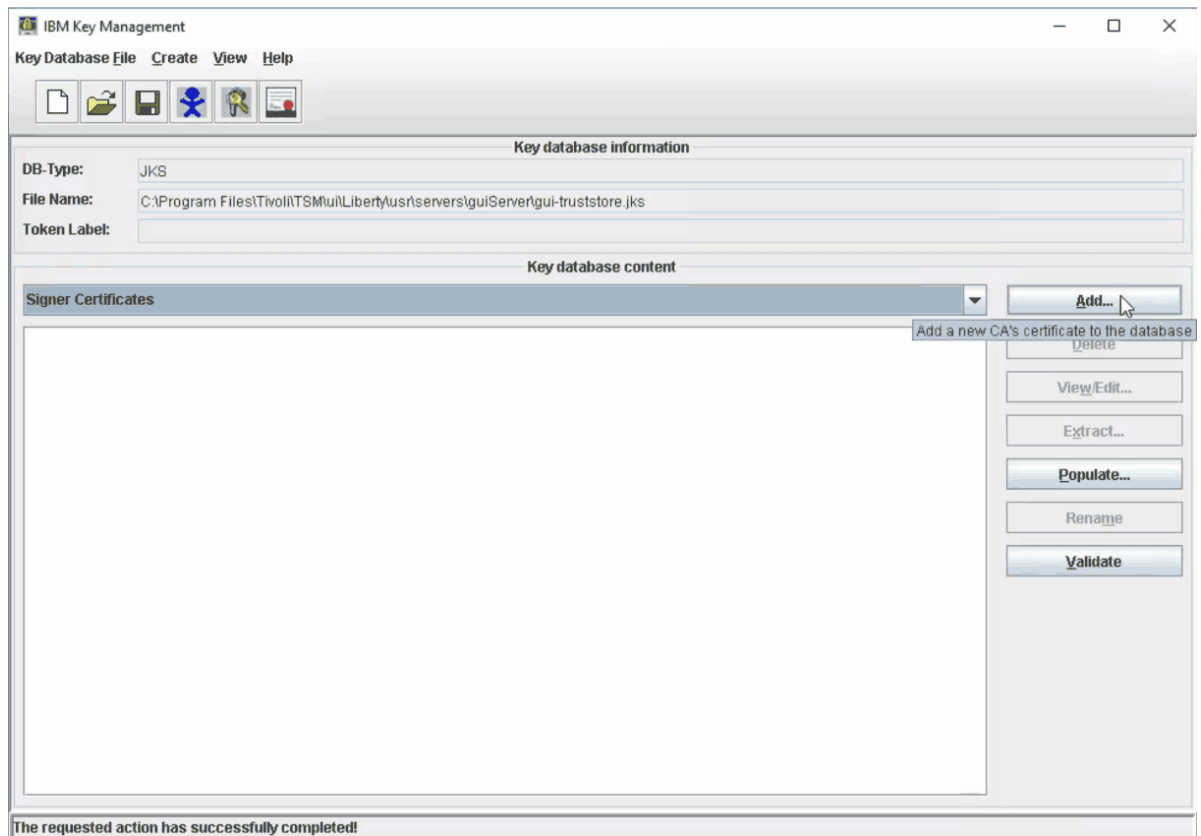 IBM Key Management
Key Database File Create View Help
Key database information
DB-Type: JKS
File Name: C:\Program Files\Tivoli\TSM\ui\Liberty\usr\servers\guiServer\gui-truststore.jks
Token Label:
Key database content
Signer Certificates
Add...
Add a new CA's certificate to the database
Delete
View/Edit...
Extract...
Populate...
Rename
Validate
The requested action has successfully completed!